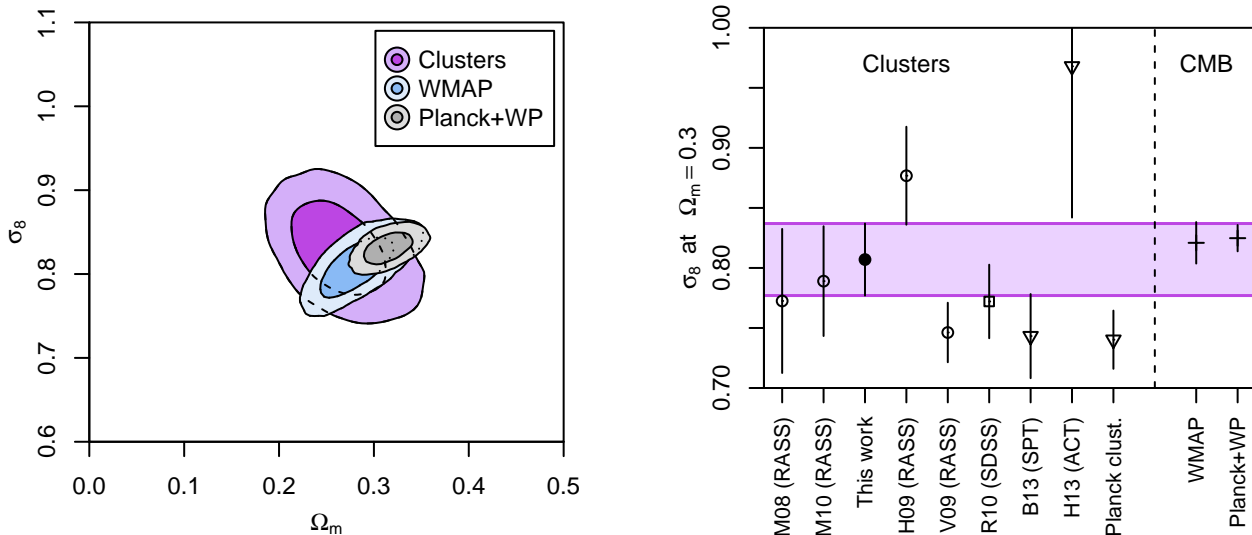 1.1
1.0
0.9
0.8
0.7
0.6
σ8
Clusters
WMAP
Planck+WP
0.0 0.1 0.2 0.3 0.4 0.5
Ωm
1.00
0.90
0.80
0.70
σ8 at Ωm = 0.3
Clusters
CMB
M08 (RASS)
M10 (RASS)
This work
H09 (RASS)
V09 (RASS)
R10 (SDSS)
B13 (SPT)
H13 (ACT)
Planck clust.
WMAP
Planck+WP